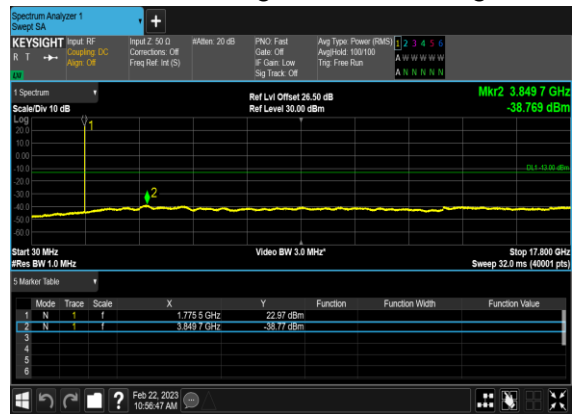 Spectrum Analyzer 1
Swept SA
+
KEYSIGHT Input: RF Input Z: 50 Ω #Atten: 20 dB PNO: Fast Avg Type: Power (RMS) 1 2 3 4 5 6
R T Coupling: DC Corrections: Off Gate: Off Avg|Hold: 100/100 A W W W W W
Align: Off Freq Ref: Int (S) IF Gain: Low Trig: Free Run
LW Sig Track: Off A N N N N N
1 Spectrum Ref Lvl Offset 26.50 dB Mkr2 3.849 7 GHz
Scale/Div 10 dB Ref Level 30.00 dBm -38.769 dBm
Log
20.0
10.0
0.00
-10.0
-20.0
-30.0
-40.0
-50.0
-60.0
1
DL1 -13.00 dBm
2
Start 30 MHz Video BW 3.0 MHz* Stop 17.800 GHz
#Res BW 1.0 MHz Sweep 32.0 ms (40001 pts)
5 Marker Table
Mode Trace Scale X Y Function Function Width Function Value
1 N 1 f 1.775 5 GHz 22.97 dBm
2 N 1 f 3.849 7 GHz -38.77 dBm
3
4
5
6
? Feb 22, 2023
10:56:47 AM